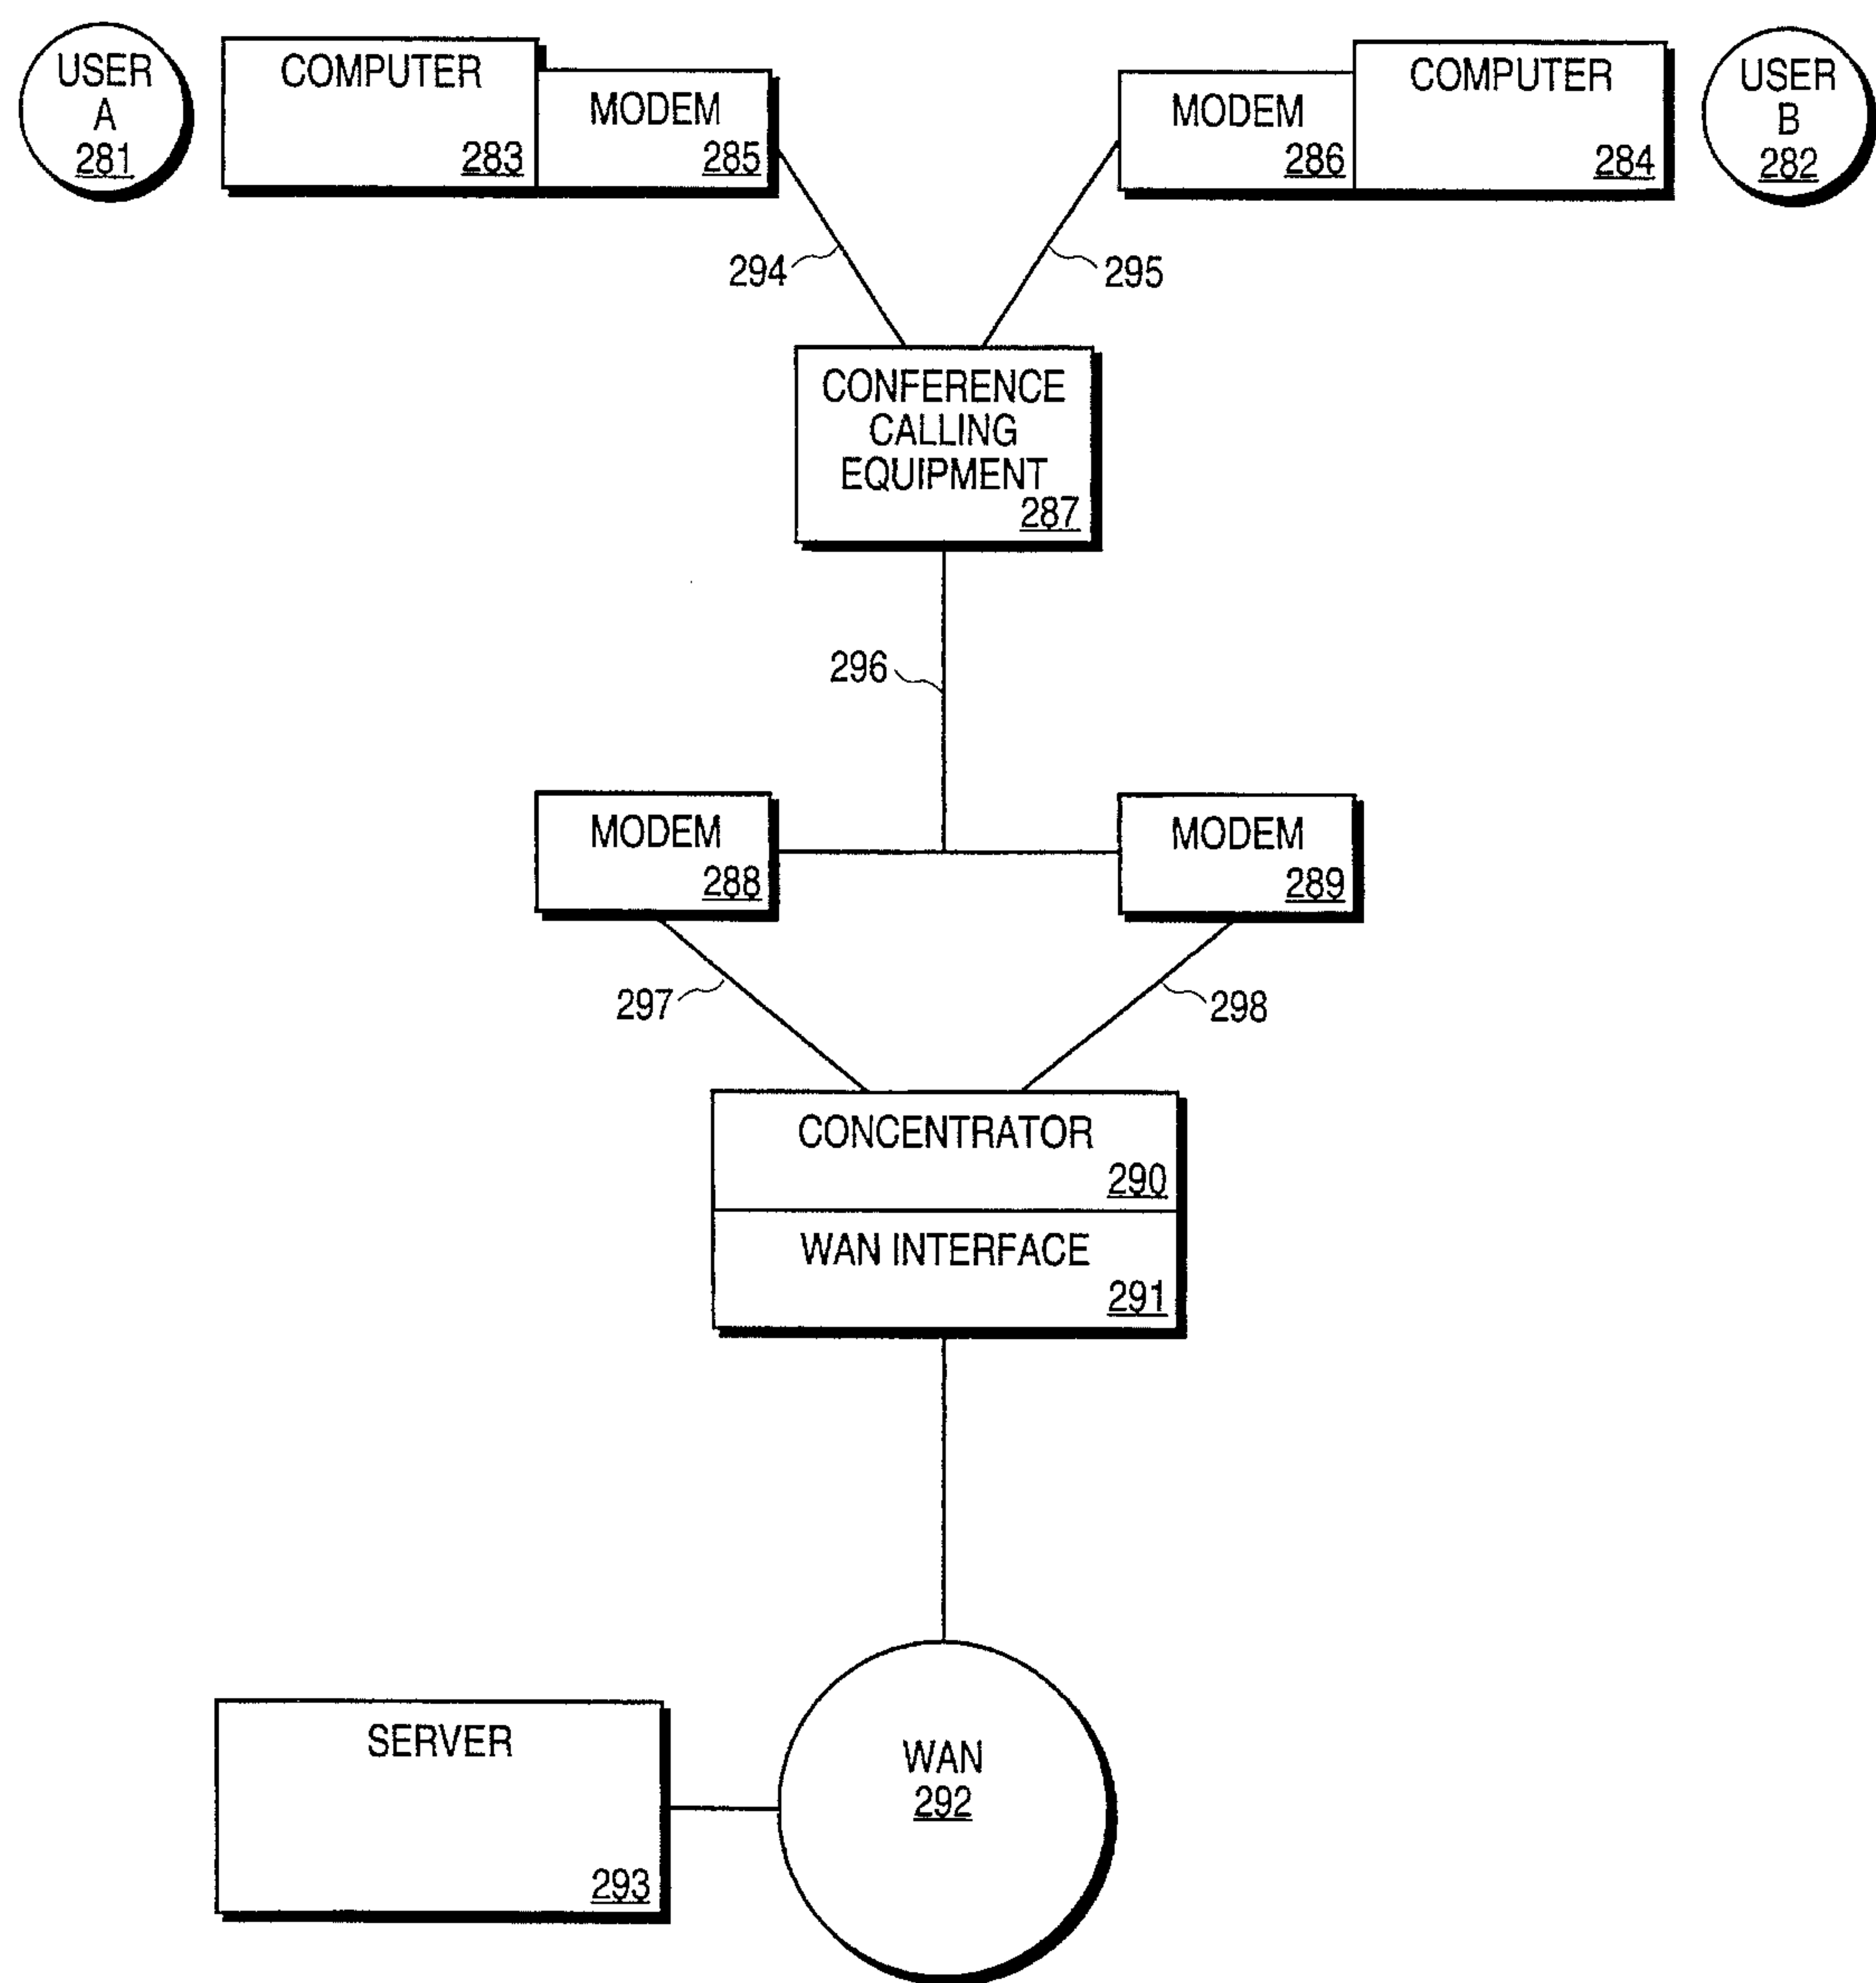 USER
A
281
COMPUTER
283
MODEM
285
MODEM
286
COMPUTER
284
USER
B
282
294
295
CONFERENCE
CALLING
EQUIPMENT
287
296
MODEM
288
MODEM
289
297
298
CONCENTRATOR
290
WAN INTERFACE
291
SERVER
293
WAN
292